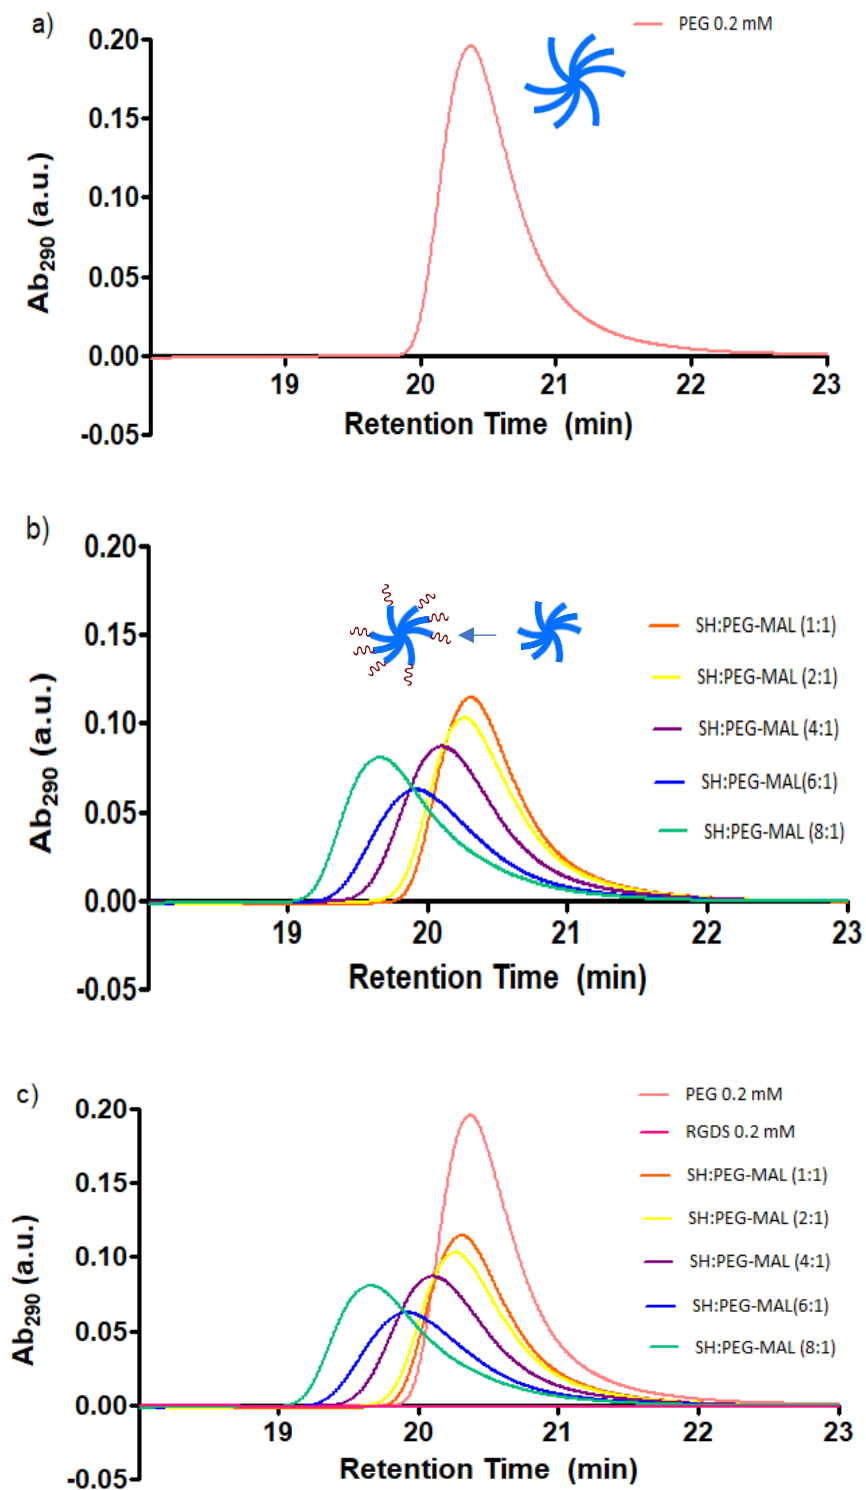 a)
PEG 0.2 mM
0.20
0.15
0.10
0.05
0.00
-0.05
Ab290 (a.u.)
19 20 21 22 23
Retention Time (min)
b)
0.20
0.15
0.10
0.05
0.00
-0.05
Ab290 (a.u.)
SH:PEG-MAL (1:1)
SH:PEG-MAL (2:1)
SH:PEG-MAL (4:1)
SH:PEG-MAL(6:1)
SH:PEG-MAL (8:1)
19 20 21 22 23
Retention Time (min)
c)
0.20
0.15
0.10
0.05
0.00
-0.05
Ab290 (a.u.)
PEG 0.2 mM
RGDS 0.2 mM
SH:PEG-MAL (1:1)
SH:PEG-MAL (2:1)
SH:PEG-MAL (4:1)
SH:PEG-MAL(6:1)
SH:PEG-MAL (8:1)
19 20 21 22 23
Retention Time (min)